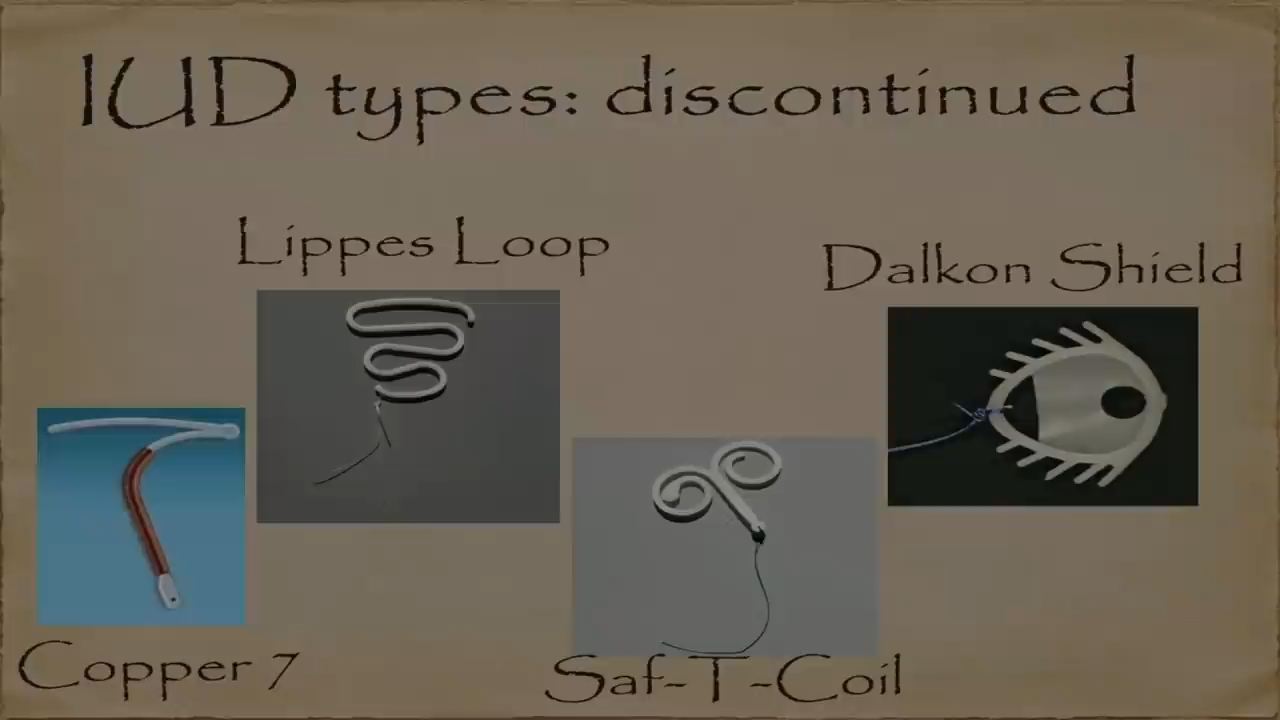 IUD types: discontinued
Lippes Loop
Dalkon Shield
Copper 7
Saf-T-Coil